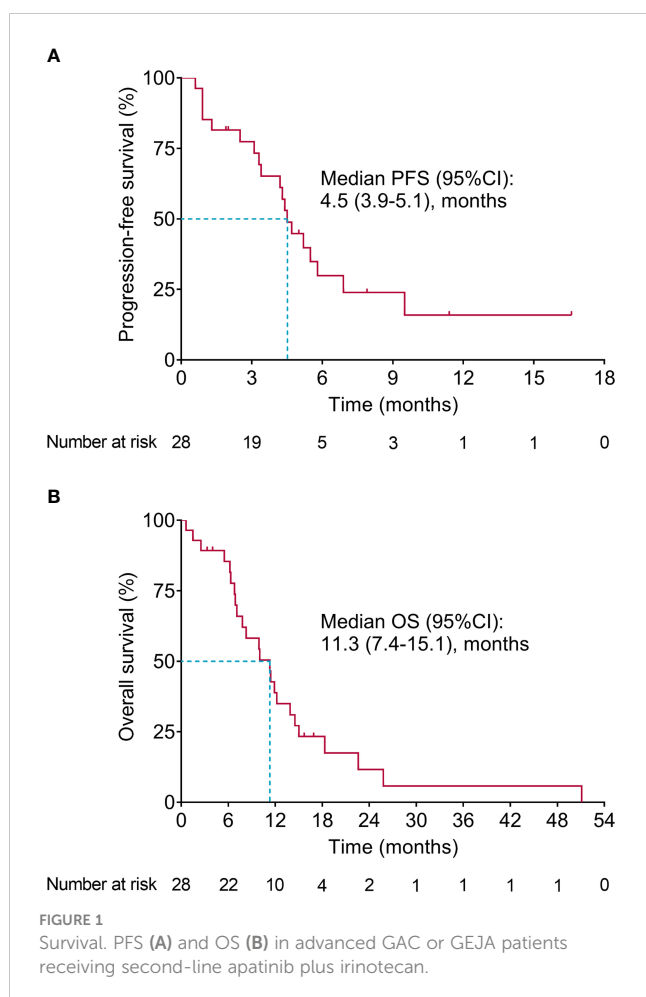 A
Progression-free survival (%)
100
75
50
25
0
Median PFS (95%CI):
4.5 (3.9-5.1), months
0 3 6 9 12 15 18
Time (months)
Number at risk 28 19 5 3 1 1 0
B
Overall survival (%)
100
75
50
25
0
Median OS (95%CI):
11.3 (7.4-15.1), months
0 6 12 18 24 30 36 42 48 54
Time (months)
Number at risk 28 22 10 4 2 1 1 1 1 0
FIGURE 1
Survival. PFS (A) and OS (B) in advanced GAC or GEJA patients
receiving second-line apatinib plus irinotecan.